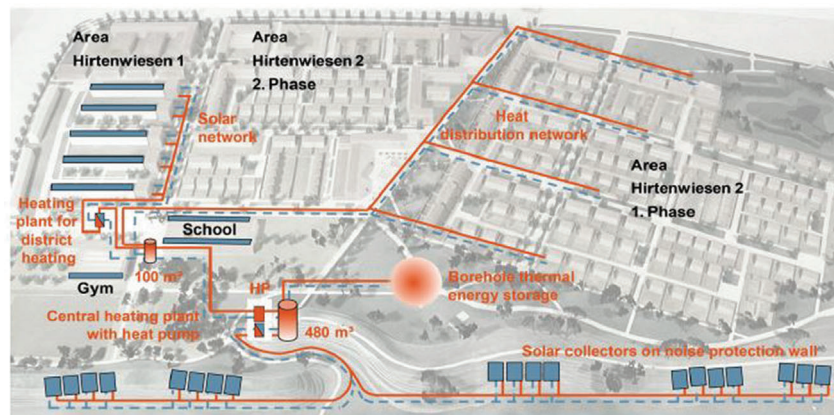 Area
Hirtenwiesen 1
Area
Hirtenwiesen 2
2. Phase
Solar
network
Heat
distribution network
Area
Hirtenwiesen 2
1. Phase
Heating
plant for
district
heating
School
100 m³
Gym
HP
Borehole thermal
energy storage
Central heating plant
with heat pump
480 m³
Solar collectors on noise protection wall